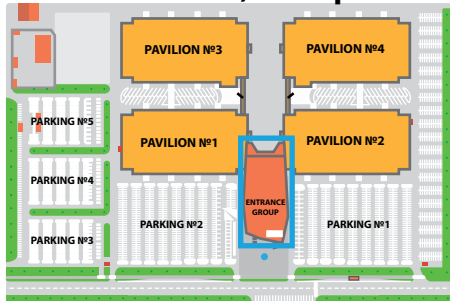 PAVILION №3
PAVILION №4
PARKING №5
PAVILION №1
PAVILION №2
PARKING №4
ENTRANCE
GROUP
PARKING №2
PARKING №1
PARKING №3